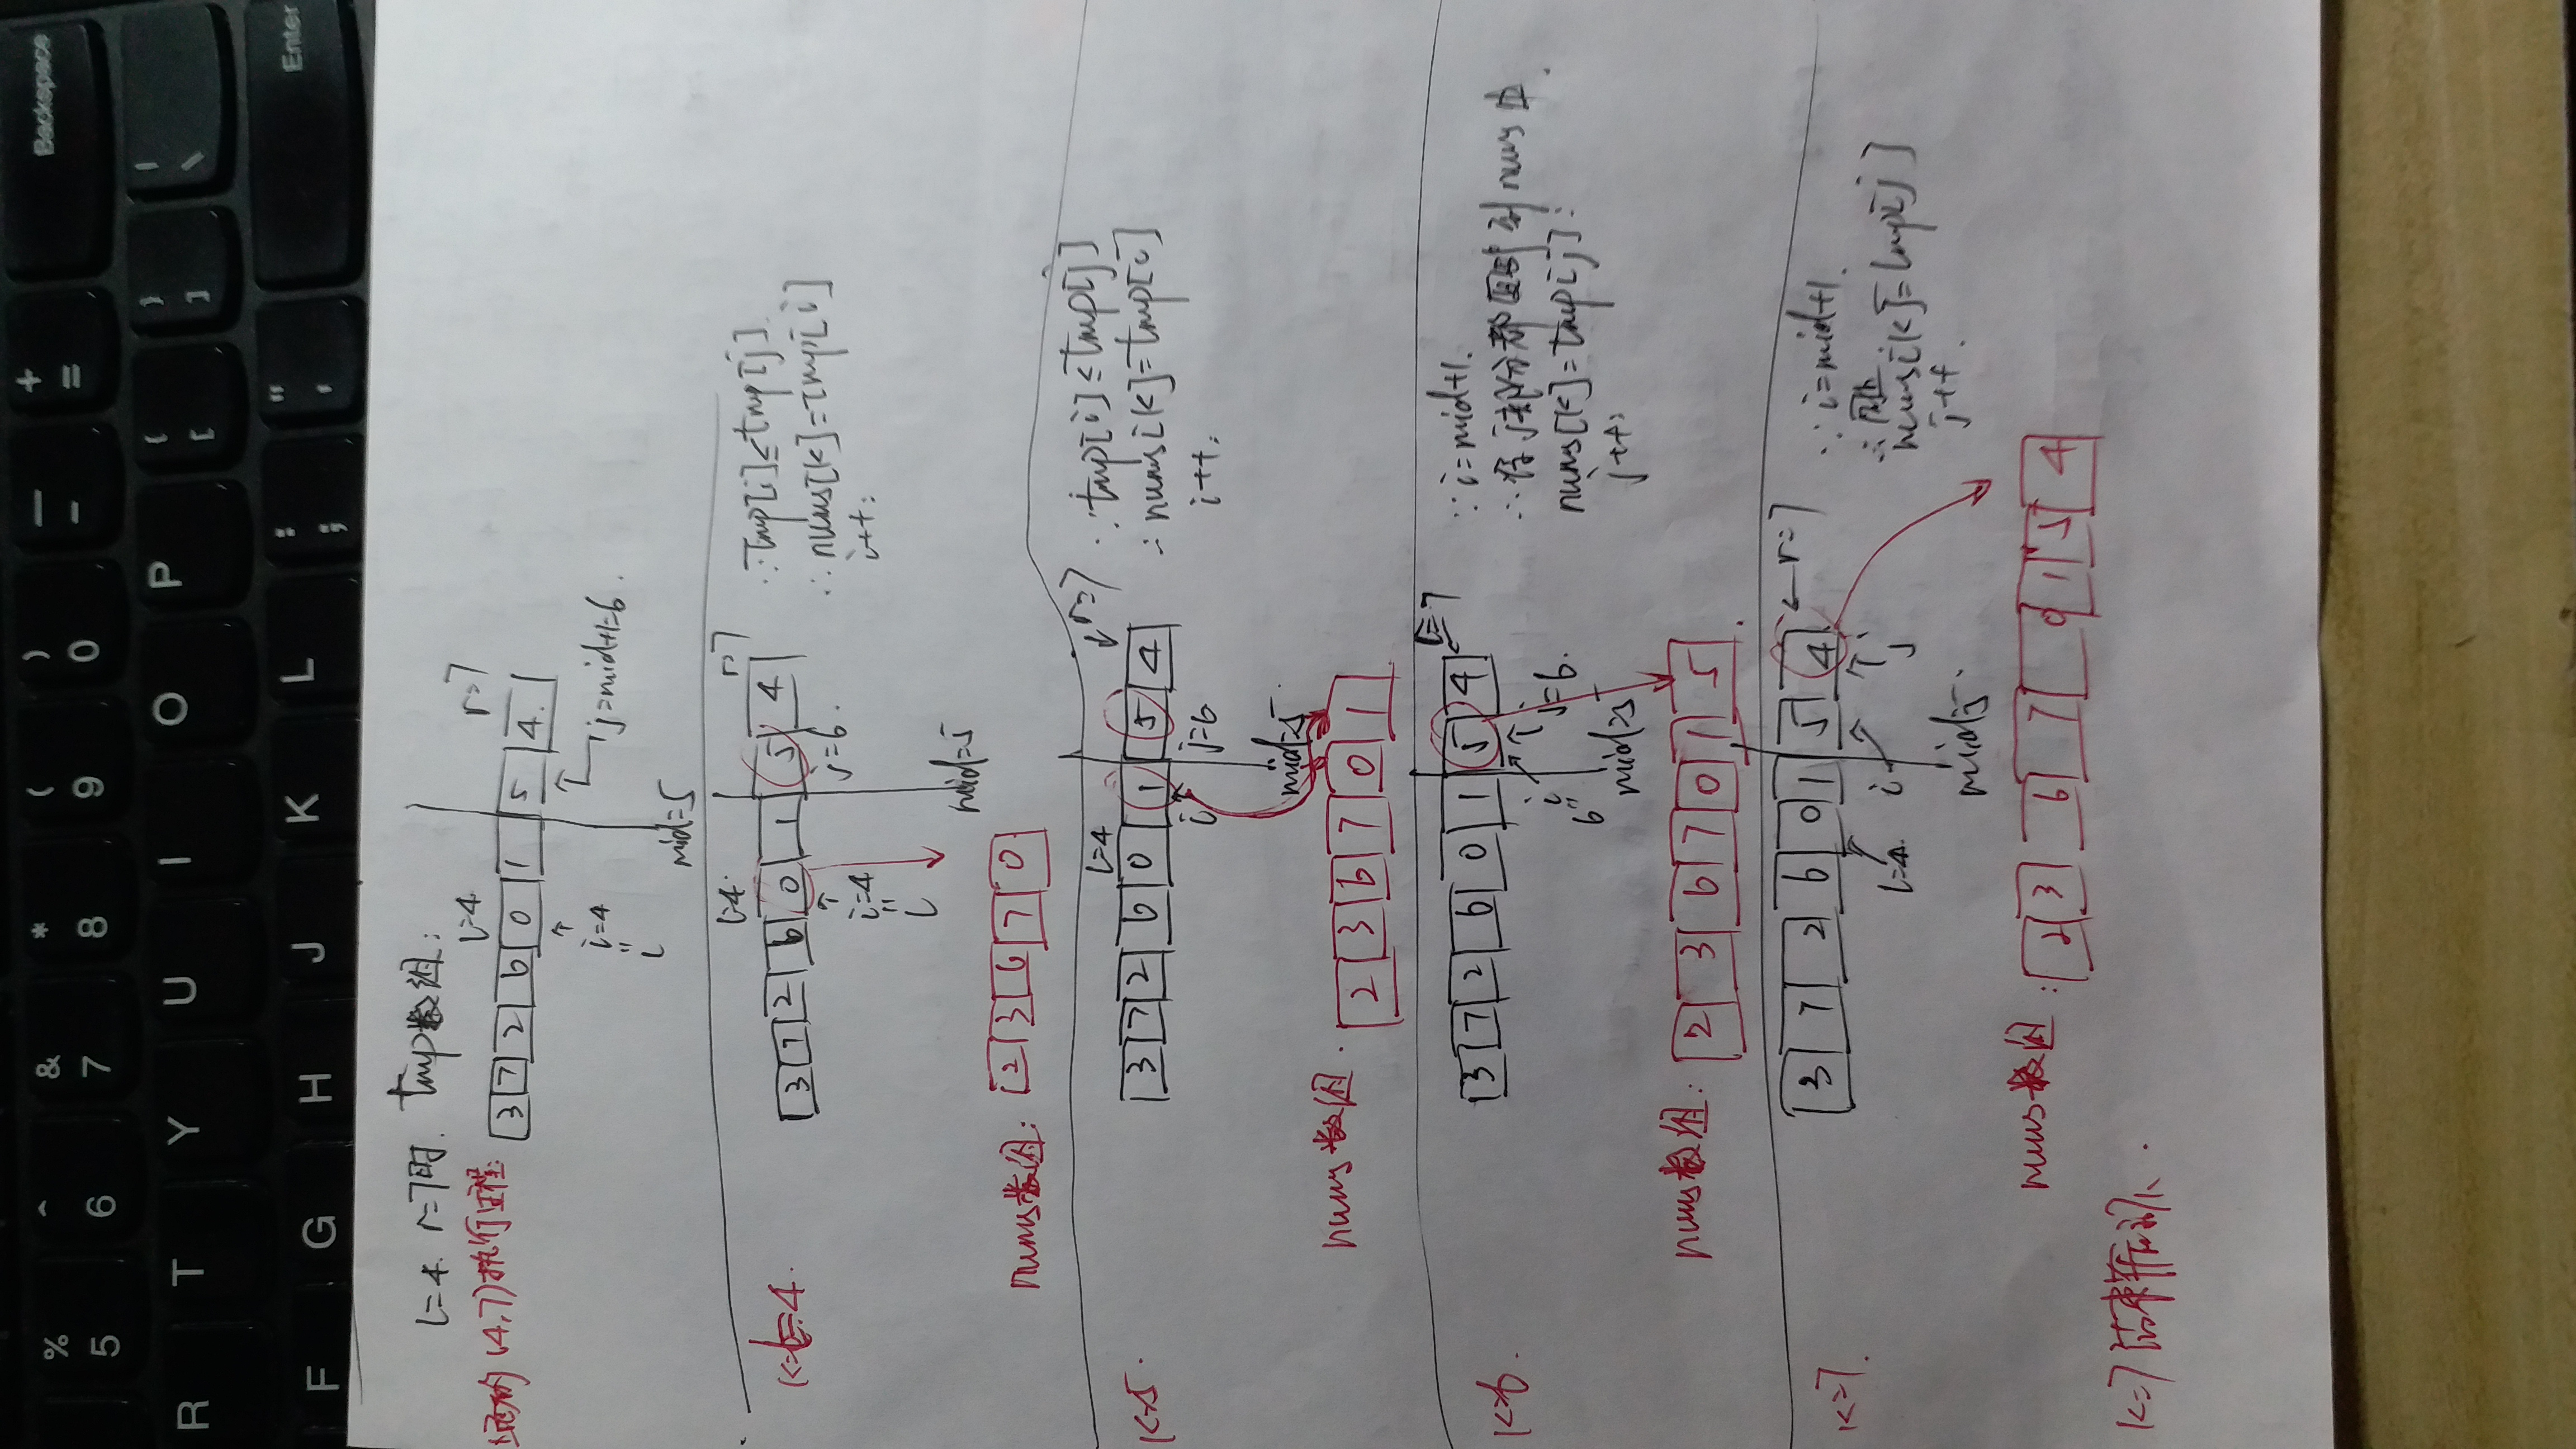 % ^ & * ( ) — +
5 6 7 8 9 0 - = Backspace
R T Y U I O P { [ } ] | \
F G H J K L : ; " ' Enter
l=4. r=7时. tmp数组:
(4,7)执行过程:
l=4 r=7
3 7 2 6 0 1 5 4.
i=4 j=mid+1=6.
"
l
mid=5
k=l=4.
l=4. r=7
3 7 2 6 0 1 5 4
i=4 j=6.
"
l
mid=5
∵tmp[i]≤tmp[j]
∴nums[k]=tmp[i]
i++;
nums数组: 2 3 6 7 0
k=5.
l=4 r=7
3 7 2 6 0 1 5 4
i j=6
mid=5.
∵tmp[i]≤tmp[j]
∴nums[k]=tmp[i]
i++;
nums数组. 2 3 6 7 0 1
k=6.
3 7 2 6 0 1 5 4 =7
i j=6.
"
6
mid=5
∵i=mid+1.
∴将j部分都 到nums中.
nums[k]=tmp[j];
j++;
nums数组: 2 3 6 7 0 1 5.
k=7.
3 7 2 6 0 1 5 4 r=7
l=4. i j
mid=5.
∵i=mid+1.
∴同上
nums[k]=tmp[j]
j++.
nums数组: 2 3 6 7 0 1 5 4
k=7结束